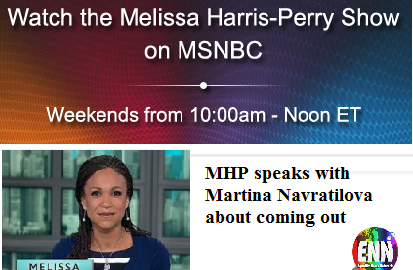 Watch the Melissa Harris-Perry Show
on MSNBC
Weekends from 10:00am - Noon ET
MHP speaks with
Martina Navratilova
about coming out
MELISSA
ENN